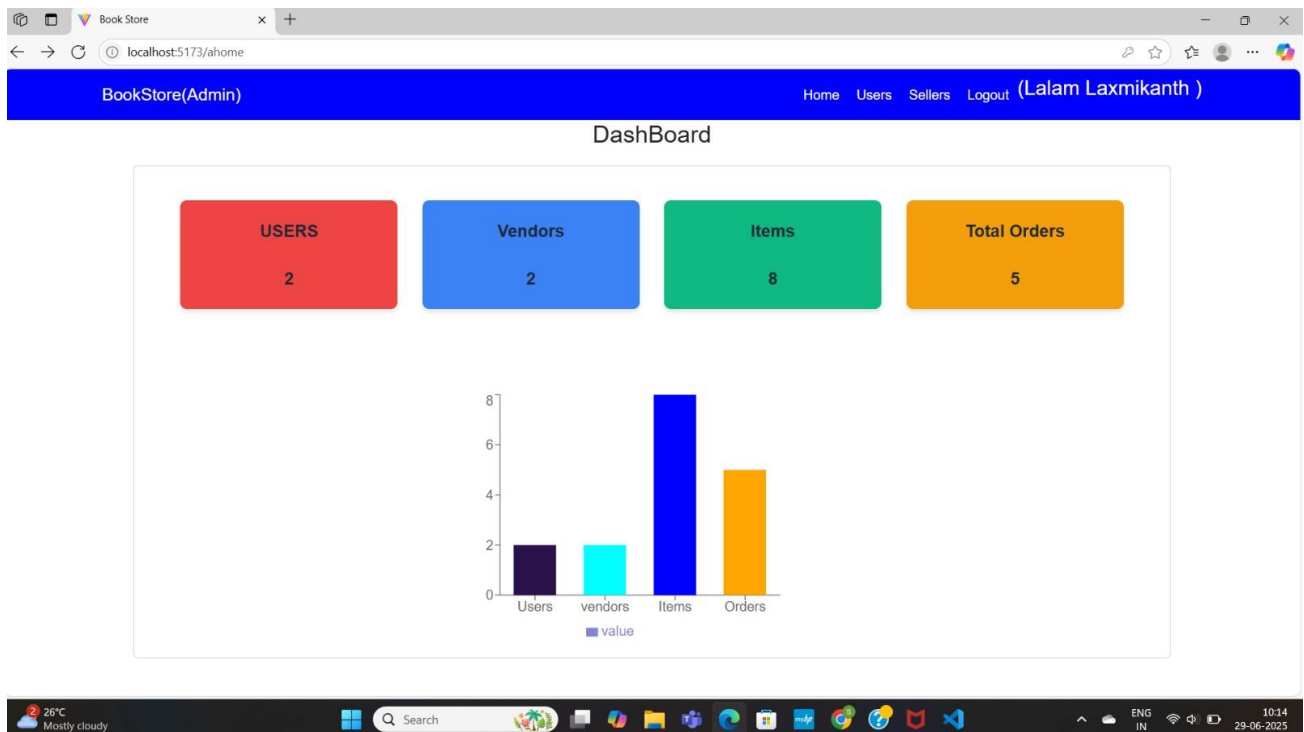 Book Store
localhost:5173/ahome
BookStore(Admin)
Home Users Sellers Logout (Lalam Laxmikanth )
DashBoard
USERS Vendors Items Total Orders
2 2 8 5
8
6
4
2
0
Users vendors Items Orders
value
2
26°C
Mostly cloudy
Search
ENG
IN
10:14
29-06-2025